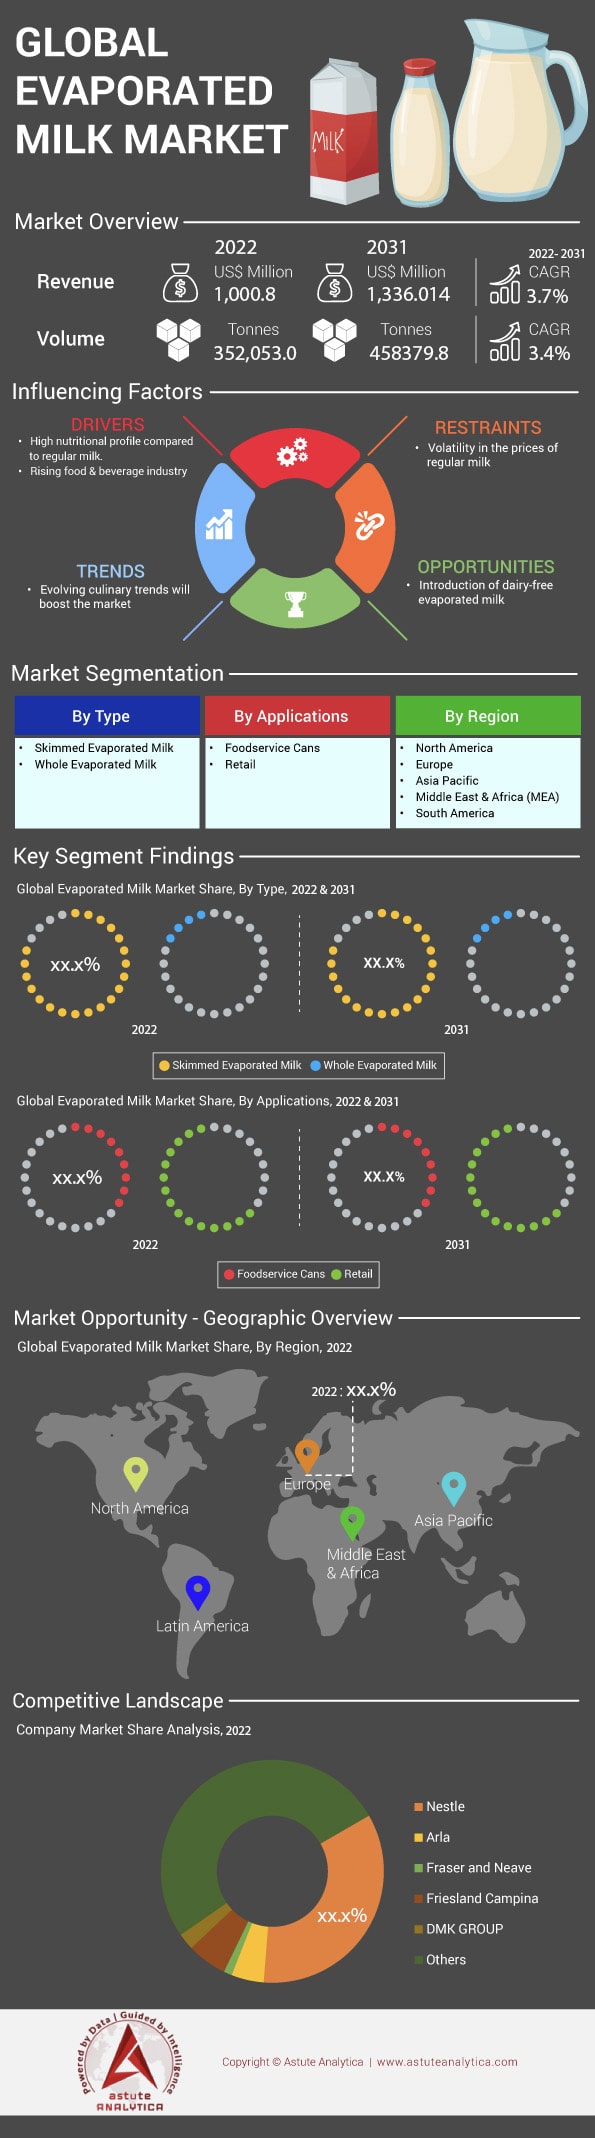 GLOBAL
EVAPORATED
MILK MARKET
MILK
Market Overview
2022
2031
2022- 2031
Revenue
US$ Million
1,000.8
US$ Million
1,336.014
CAGR
3.7%
Volume
Tonnes
352,053.0
Tonnes
458379.8
CAGR
3.4%
Influencing Factors
DRIVERS
• High nutritional profile compared
to regular milk.
• Rising food & beverage industry
RESTRAINTS
• Volatility in the prices of
regular milk
TRENDS
• Evolving culinary trends will
boost the market
OPPORTUNITIES
• Introduction of dairy-free
evaporated milk
Market Segmentation
By Type
• Skimmed Evaporated Milk
• Whole Evaporated Milk
By Applications
• Foodservice Cans
• Retail
By Region
• North America
• Europe
• Asia Pacific
• Middle East & Africa (MEA)
• South America
Key Segment Findings
Global Evaporated Milk Market Share, By Type, 2022 & 2031
xx.x%
XX.X%
2022
2031
Skimmed Evaporated Milk
Whole Evaporated Milk
Global Evaporated Milk Market Share, By Applications, 2022 & 2031
xx.x%
XX.X%
2022
2031
Foodservice Cans
Retail
Market Opportunity - Geographic Overview
Global Evaporated Milk Market Share, By Region, 2022
2022 : xx.x%
Europe
North America
Asia Pacific
Middle East
& Africa
Latin America
Competitive Landscape
Company Market Share Analysis, 2022
xx.x%
Nestle
Arla
Fraser and Neave
Friesland Campina
DMK GROUP
Others
Powered by Data | Guided by Intelligence
astute
ANALYTICA
Copyright © Astute Analytica | www.astuteanalytica.com